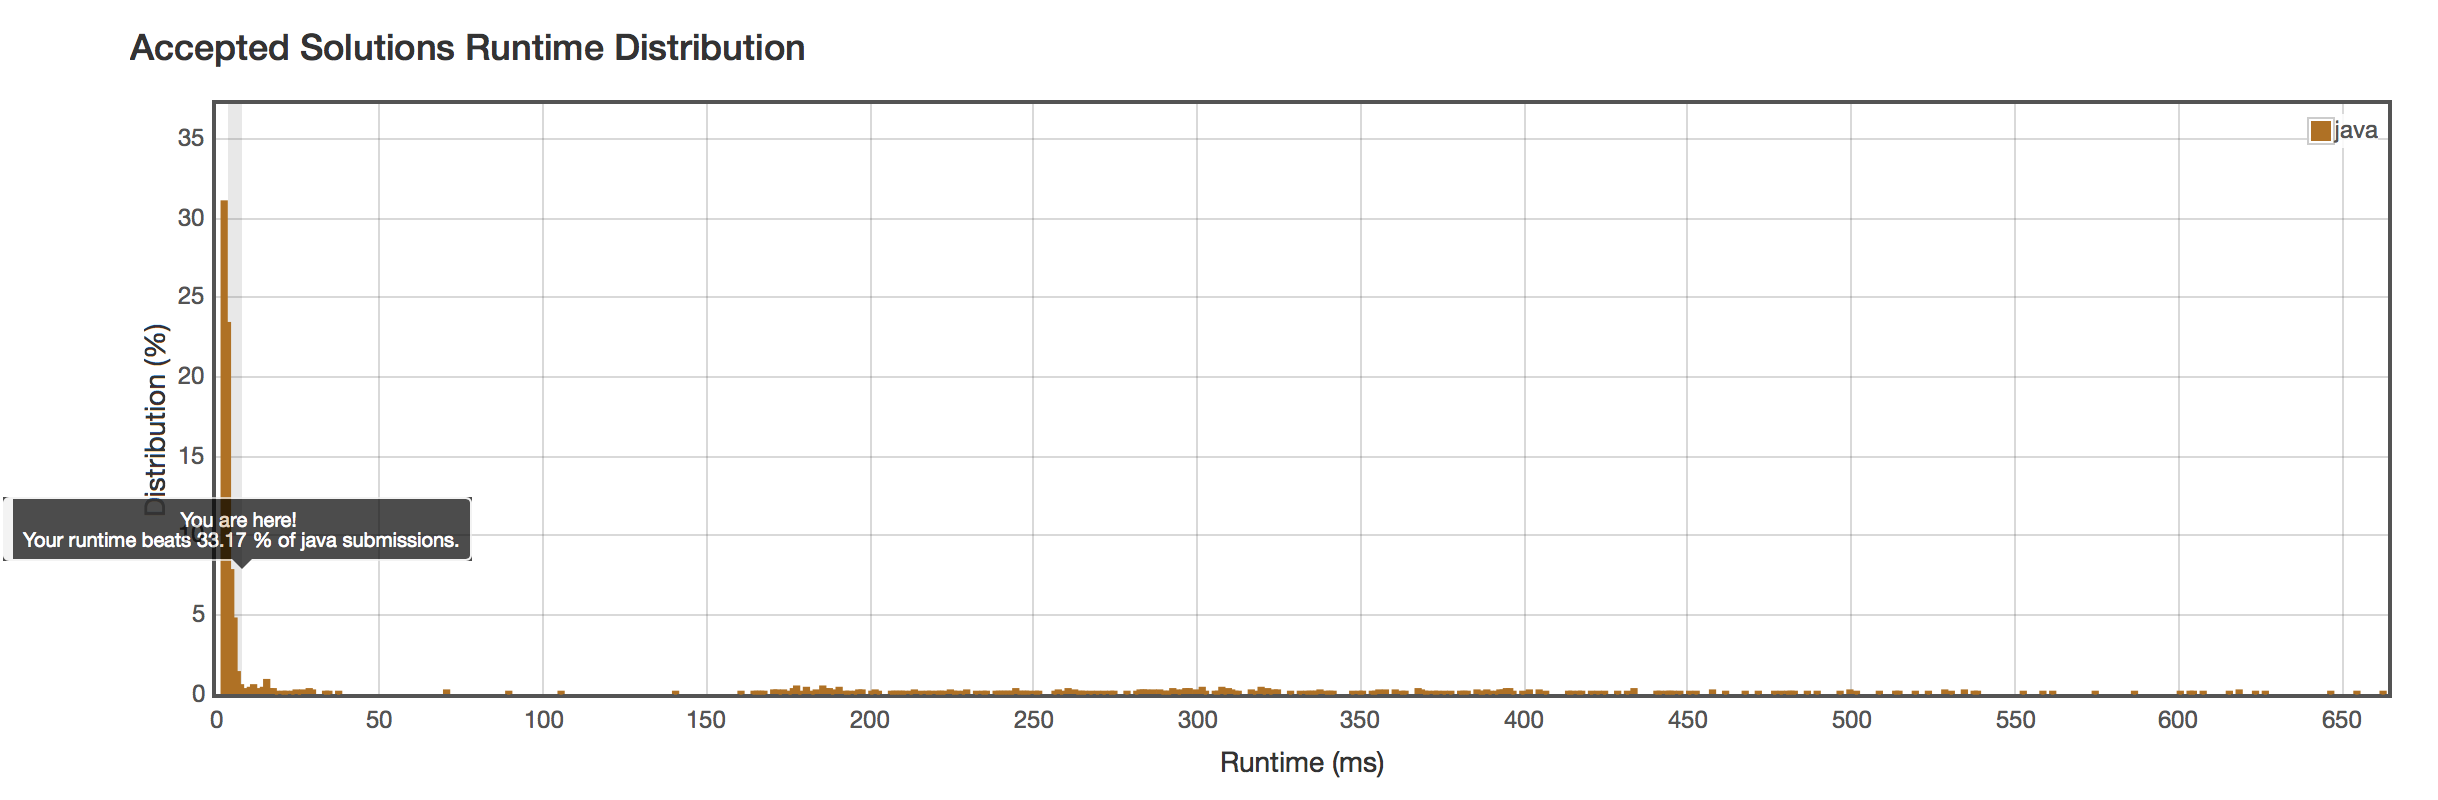 Accepted Solutions Runtime Distribution
java
Distribution (%)
35
30
25
20
15
10
5
0
You are here!
Your runtime beats 33.17 % of java submissions.
0 50 100 150 200 250 300 350 400 450 500 550 600 650
Runtime (ms)